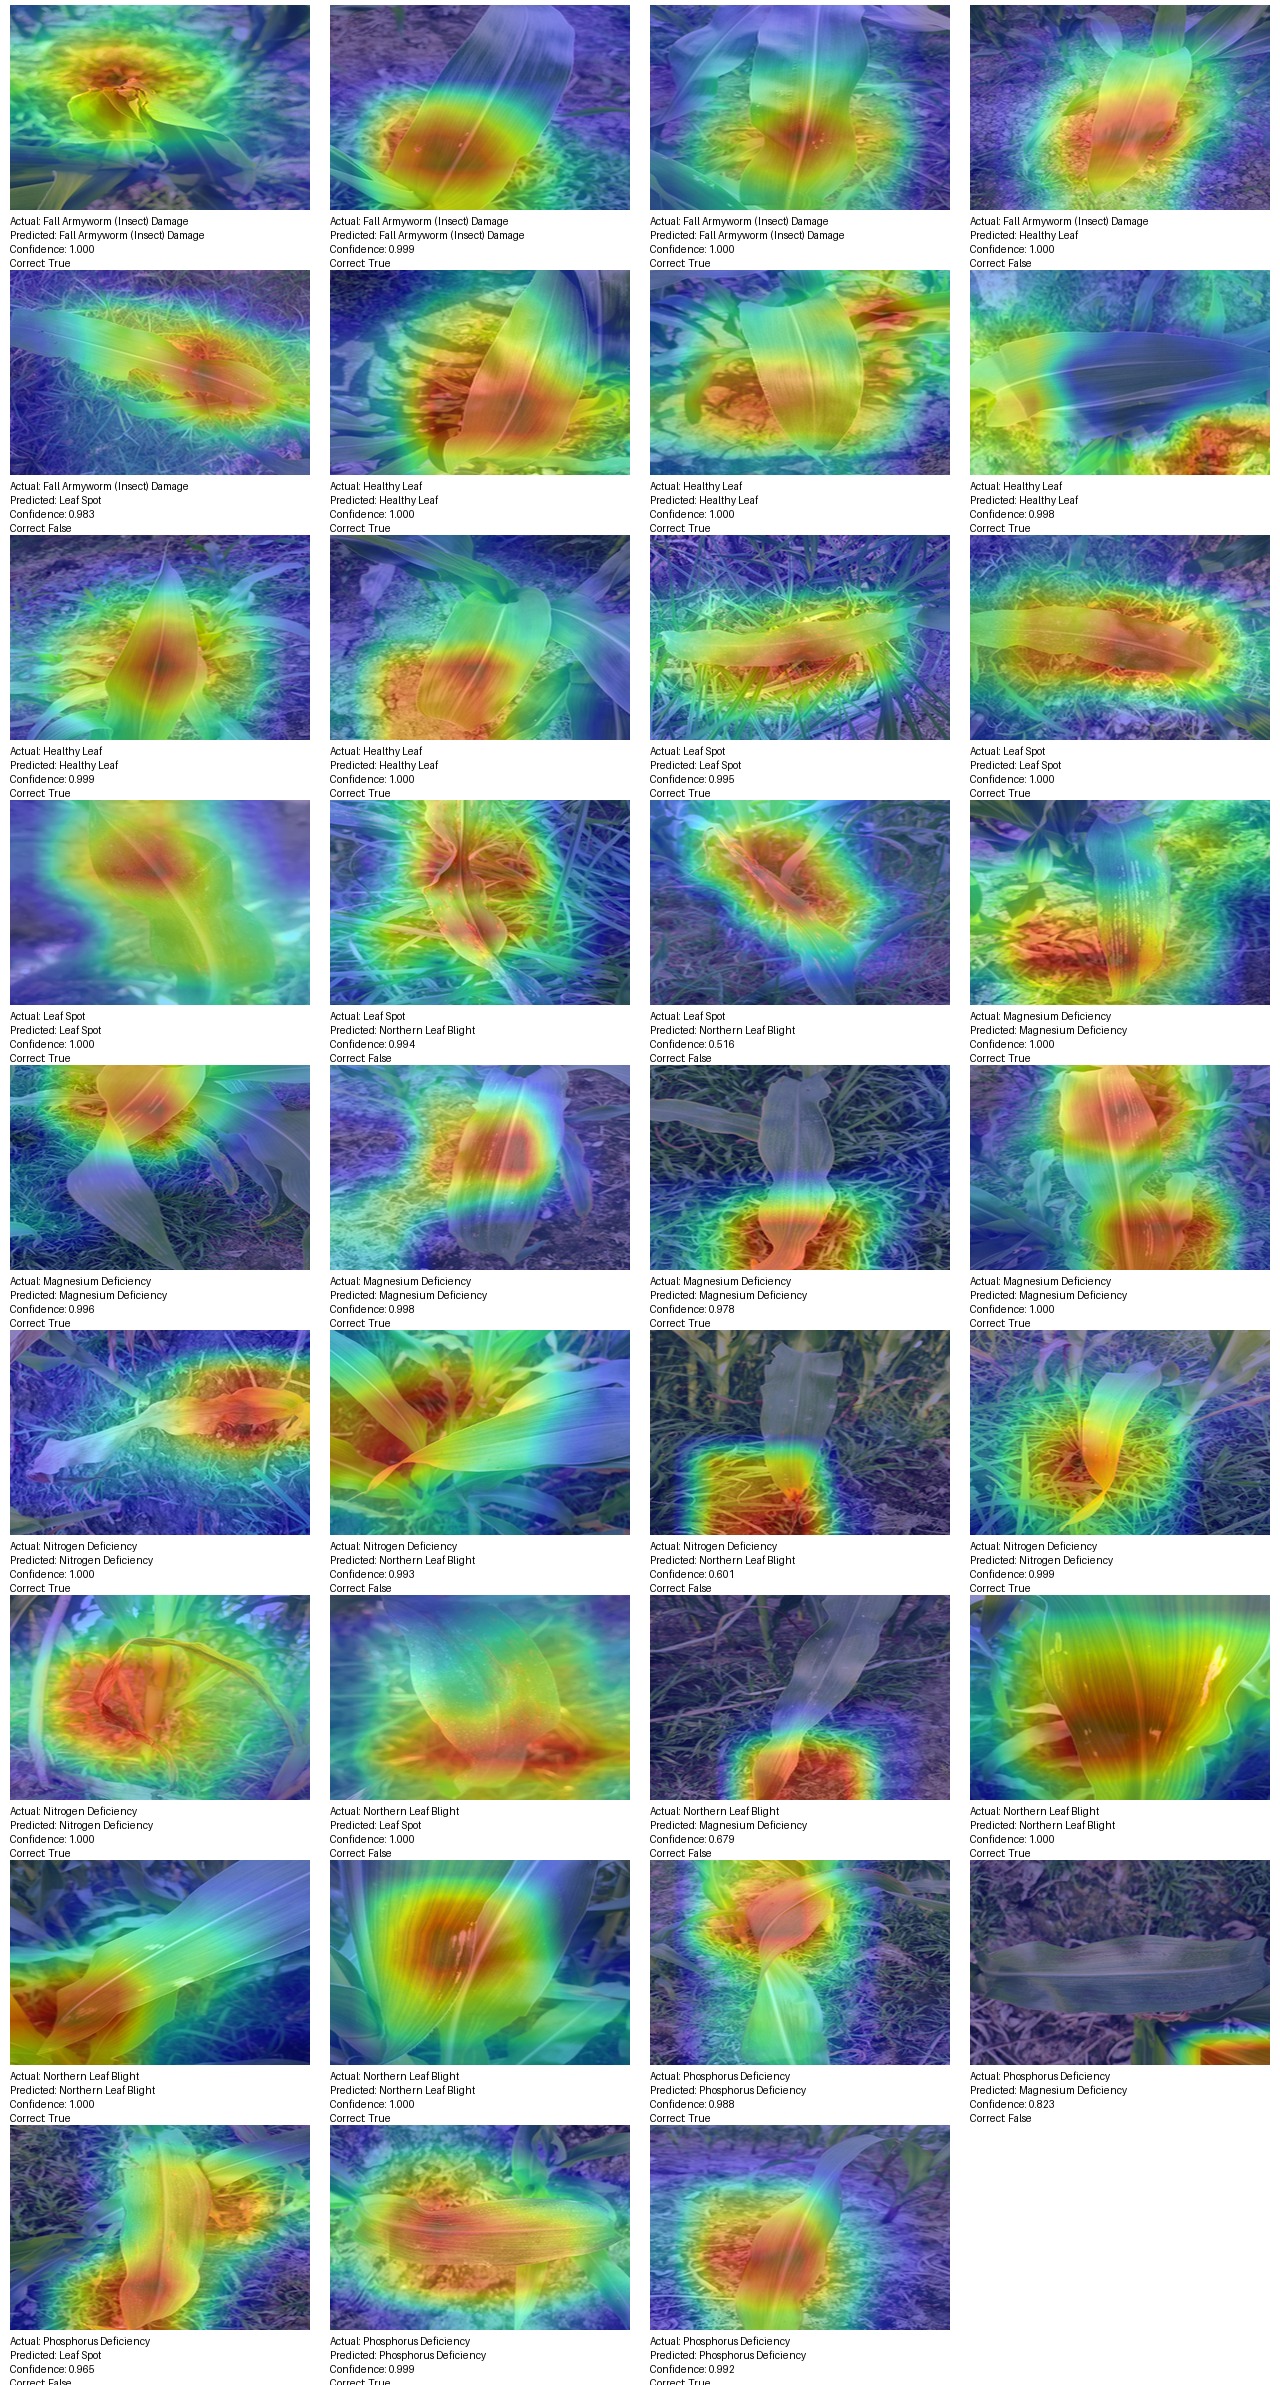 Actual: Fall Armyworm (Insect) Damage
Predicted: Fall Armyworm (Insect) Damage
Confidence: 1.000
Correct: True
Actual: Fall Armyworm (Insect) Damage
Predicted: Fall Armyworm (Insect) Damage
Confidence: 0.999
Correct: True
Actual: Fall Armyworm (Insect) Damage
Predicted: Fall Armyworm (Insect) Damage
Confidence: 1.000
Correct: True
Actual: Fall Armyworm (Insect) Damage
Predicted: Healthy Leaf
Confidence: 1.000
Correct: False
Actual: Fall Armyworm (Insect) Damage
Predicted: Leaf Spot
Confidence: 0.983
Correct: False
Actual: Healthy Leaf
Predicted: Healthy Leaf
Confidence: 1.000
Correct: True
Actual: Healthy Leaf
Predicted: Healthy Leaf
Confidence: 1.000
Correct: True
Actual: Healthy Leaf
Predicted: Healthy Leaf
Confidence: 0.998
Correct: True
Actual: Healthy Leaf
Predicted: Healthy Leaf
Confidence: 0.999
Correct: True
Actual: Healthy Leaf
Predicted: Healthy Leaf
Confidence: 1.000
Correct: True
Actual: Leaf Spot
Predicted: Leaf Spot
Confidence: 0.995
Correct: True
Actual: Leaf Spot
Predicted: Leaf Spot
Confidence: 1.000
Correct: True
Actual: Leaf Spot
Predicted: Leaf Spot
Confidence: 1.000
Correct: True
Actual: Leaf Spot
Predicted: Northern Leaf Blight
Confidence: 0.994
Correct: False
Actual: Leaf Spot
Predicted: Northern Leaf Blight
Confidence: 0.516
Correct: False
Actual: Magnesium Deficiency
Predicted: Magnesium Deficiency
Confidence: 1.000
Correct: True
Actual: Magnesium Deficiency
Predicted: Magnesium Deficiency
Confidence: 0.996
Correct: True
Actual: Magnesium Deficiency
Predicted: Magnesium Deficiency
Confidence: 0.998
Correct: True
Actual: Magnesium Deficiency
Predicted: Magnesium Deficiency
Confidence: 0.978
Correct: True
Actual: Magnesium Deficiency
Predicted: Magnesium Deficiency
Confidence: 1.000
Correct: True
Actual: Nitrogen Deficiency
Predicted: Nitrogen Deficiency
Confidence: 1.000
Correct: True
Actual: Nitrogen Deficiency
Predicted: Northern Leaf Blight
Confidence: 0.993
Correct: False
Actual: Nitrogen Deficiency
Predicted: Northern Leaf Blight
Confidence: 0.601
Correct: False
Actual: Nitrogen Deficiency
Predicted: Nitrogen Deficiency
Confidence: 0.999
Correct: True
Actual: Nitrogen Deficiency
Predicted: Nitrogen Deficiency
Confidence: 1.000
Correct: True
Actual: Northern Leaf Blight
Predicted: Leaf Spot
Confidence: 1.000
Correct: False
Actual: Northern Leaf Blight
Predicted: Magnesium Deficiency
Confidence: 0.679
Correct: False
Actual: Northern Leaf Blight
Predicted: Northern Leaf Blight
Confidence: 1.000
Correct: True
Actual: Northern Leaf Blight
Predicted: Northern Leaf Blight
Confidence: 1.000
Correct: True
Actual: Northern Leaf Blight
Predicted: Northern Leaf Blight
Confidence: 1.000
Correct: True
Actual: Phosphorus Deficiency
Predicted: Phosphorus Deficiency
Confidence: 0.988
Correct: True
Actual: Phosphorus Deficiency
Predicted: Magnesium Deficiency
Confidence: 0.823
Correct: False
Actual: Phosphorus Deficiency
Predicted: Leaf Spot
Confidence: 0.965
Correct: False
Actual: Phosphorus Deficiency
Predicted: Phosphorus Deficiency
Confidence: 0.999
Correct: True
Actual: Phosphorus Deficiency
Predicted: Phosphorus Deficiency
Confidence: 0.992
Correct: True